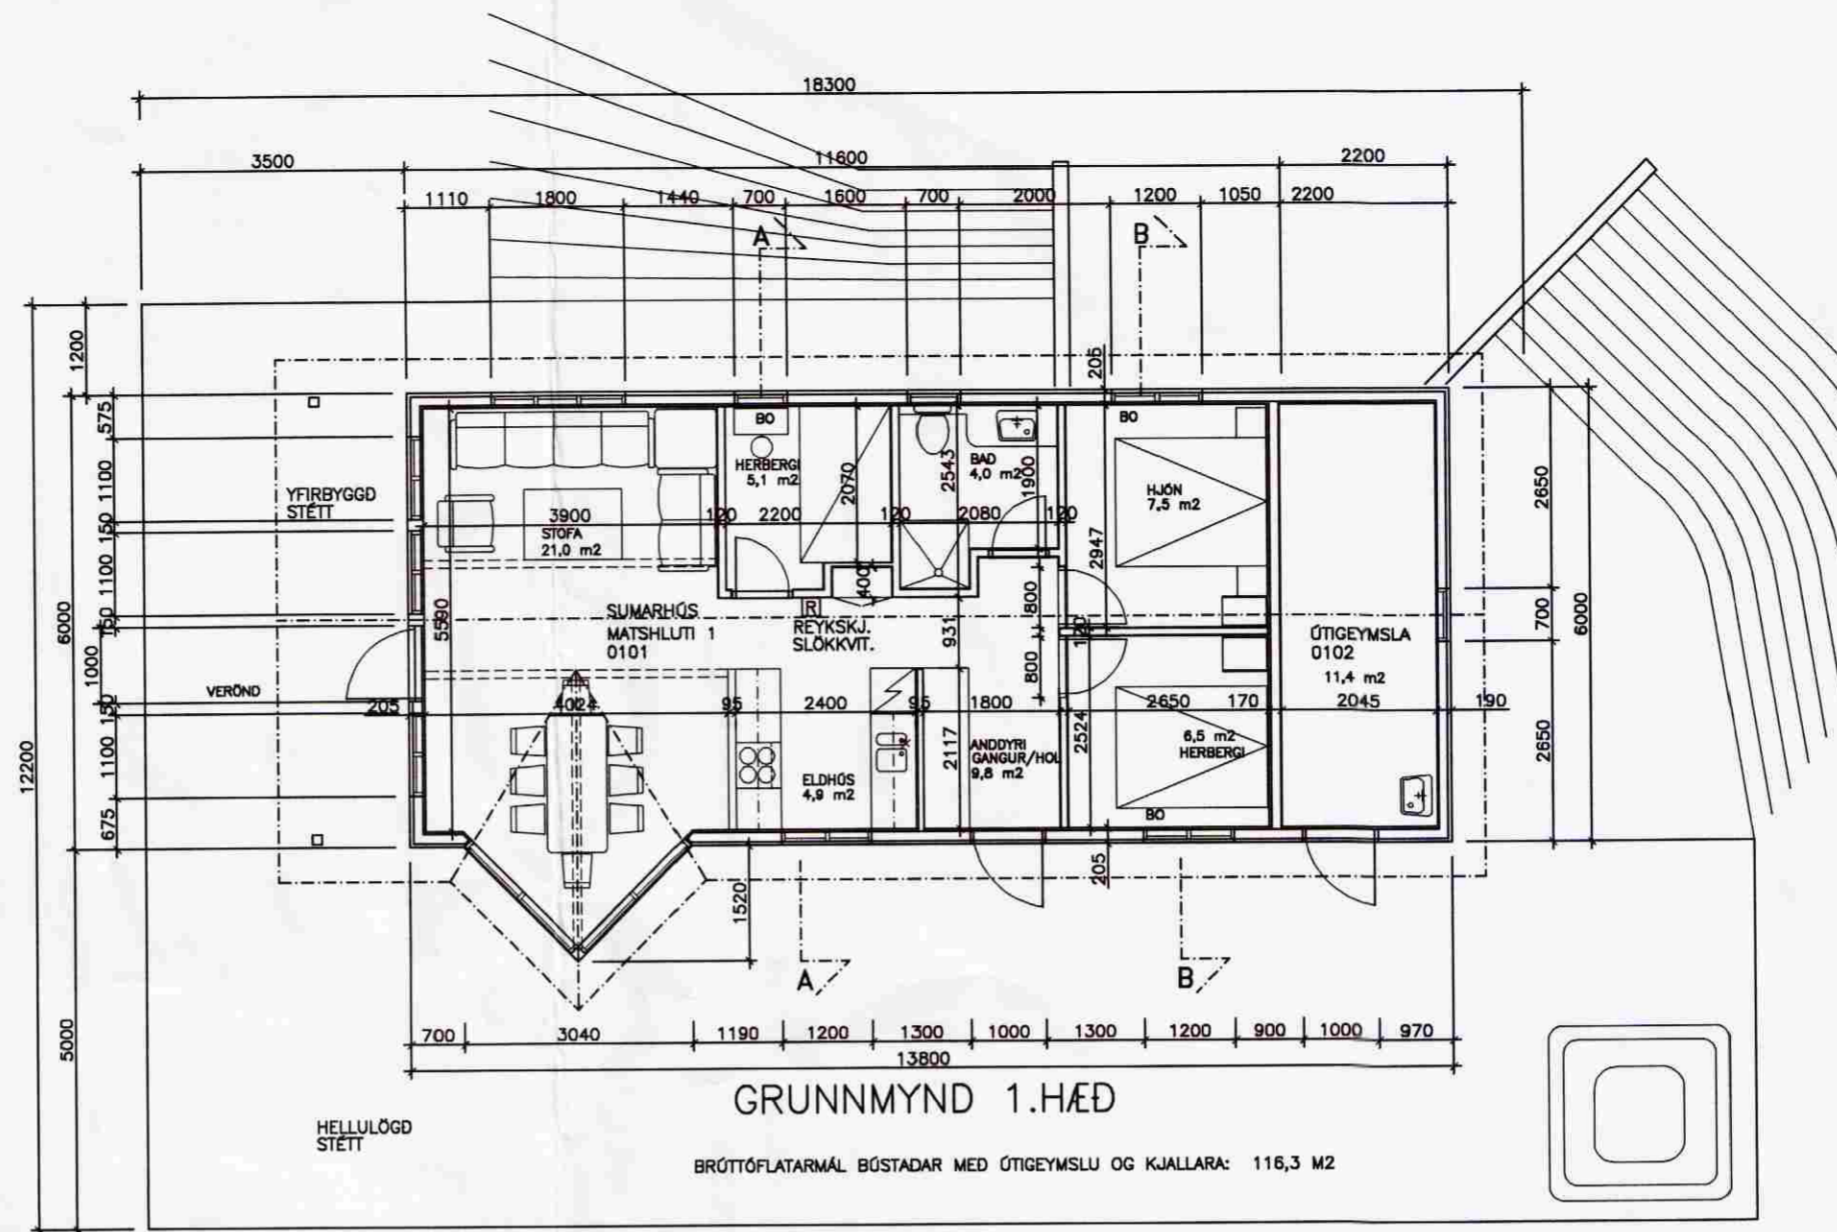 18300
3500
11600
2200
1110
1800
1440
700
1600
700
2000
1200
1050
2200
A
B
1200
205
575
1100
150
1100
150
1000
150
1100
675
6000
12200
5000
YFIRBYGGD
STÉTT
VERÖND
BO
HERBERGI
5,1 m2
2070
2543
BAD
4,0 m2
1900
BO
HJÓN
7,5 m2
3900
120
2200
120
2080
120
STOFA
21,0 m2
2947
2650
700
2650
6000
5590
SUMARHÚS
MATSHLUTI 1
0101
R
REYKSKJ.
SLÖKKVIT.
400
931
800
120
800
ÚTIGEYMSLA
0102
11,4 m2
205
4024
95
2400
95
1800
2650
170
2045
190
2117
2524
ANDDYRI
GANGUR/HOL
9,8 m2
6,5 m2
HERBERGI
ELDHÚS
4,9 m2
BO
205
1520
A
B
700
3040
1190
1200
1300
1000
1300
1200
900
1000
970
13800
GRUNNMYND 1.HÆÐ
HELLULÖGD
STÉTT
BRÚTTÓFLATARMÁL BÚSTADAR MED ÚTIGEYMSLU OG KJALLARA: 116,3 M2